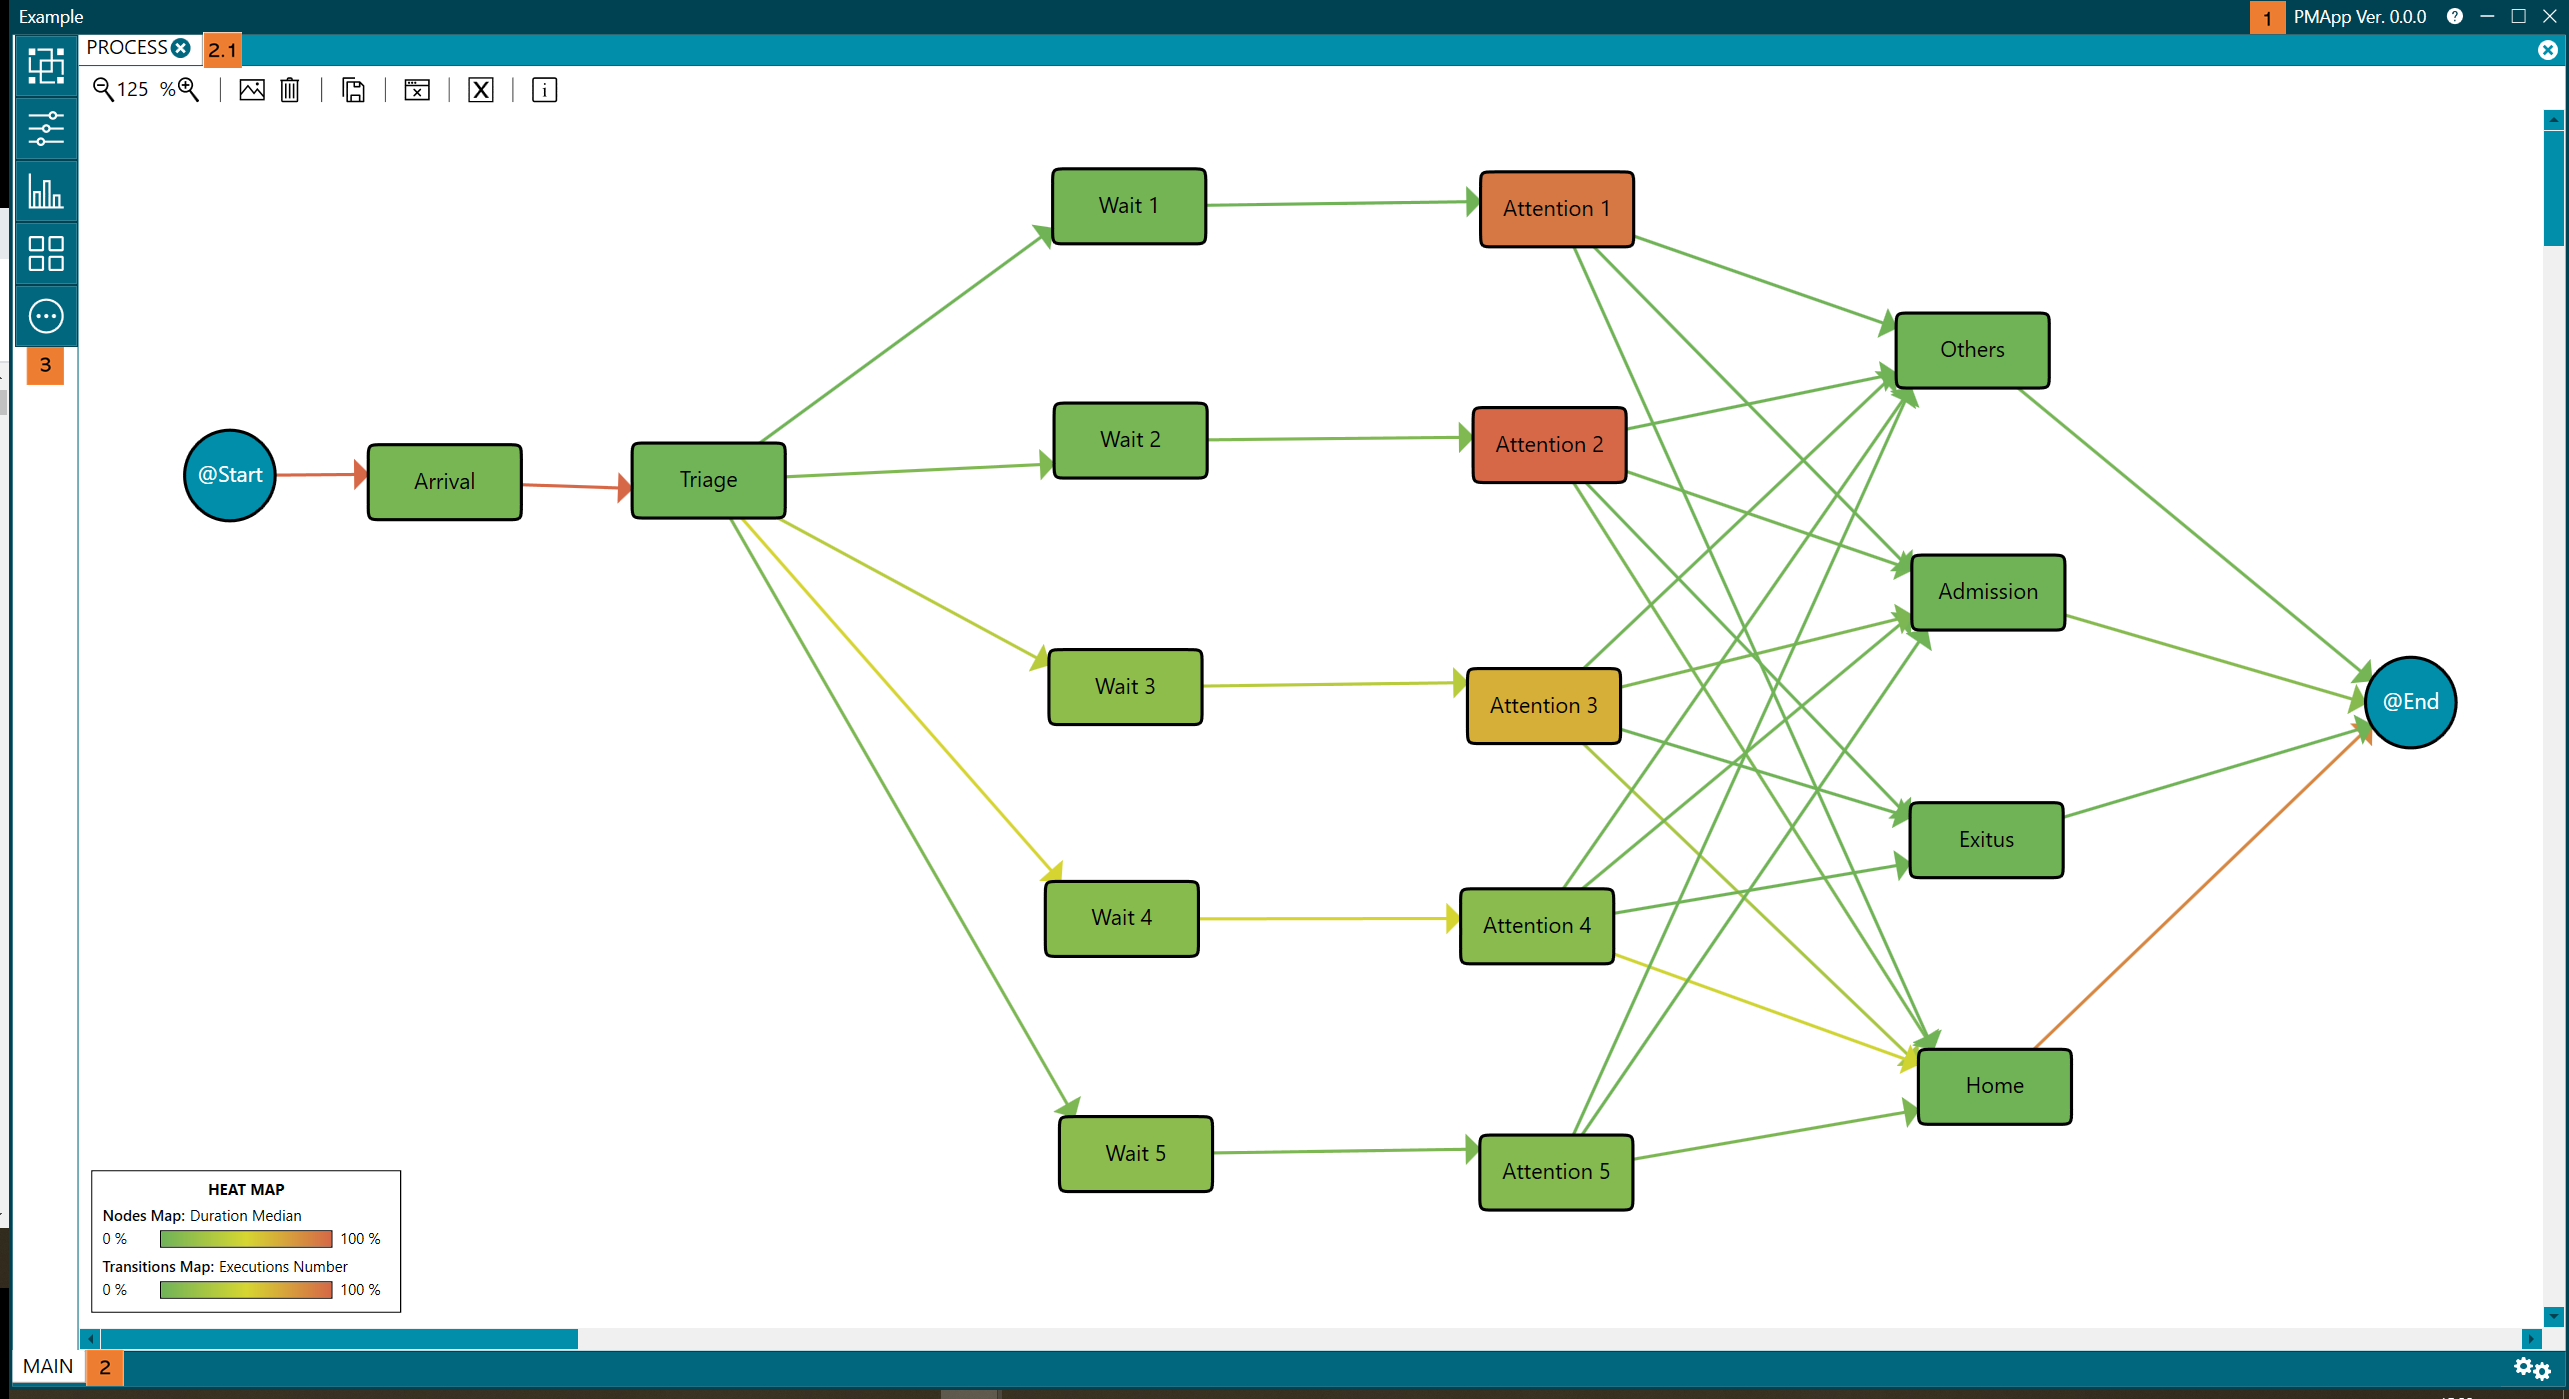 Example
1
PMApp Ver. 0.0.0
PROCESS
2.1
125 %
X
i
3
Wait 1
Attention 1
Others
Wait 2
Attention 2
@Start
Arrival
Triage
Admission
Wait 3
Attention 3
@End
Exitus
Wait 4
Attention 4
Home
Wait 5
Attention 5
HEAT MAP
Nodes Map: Duration Median
0 % 100 %
Transitions Map: Executions Number
0 % 100 %
MAIN
2